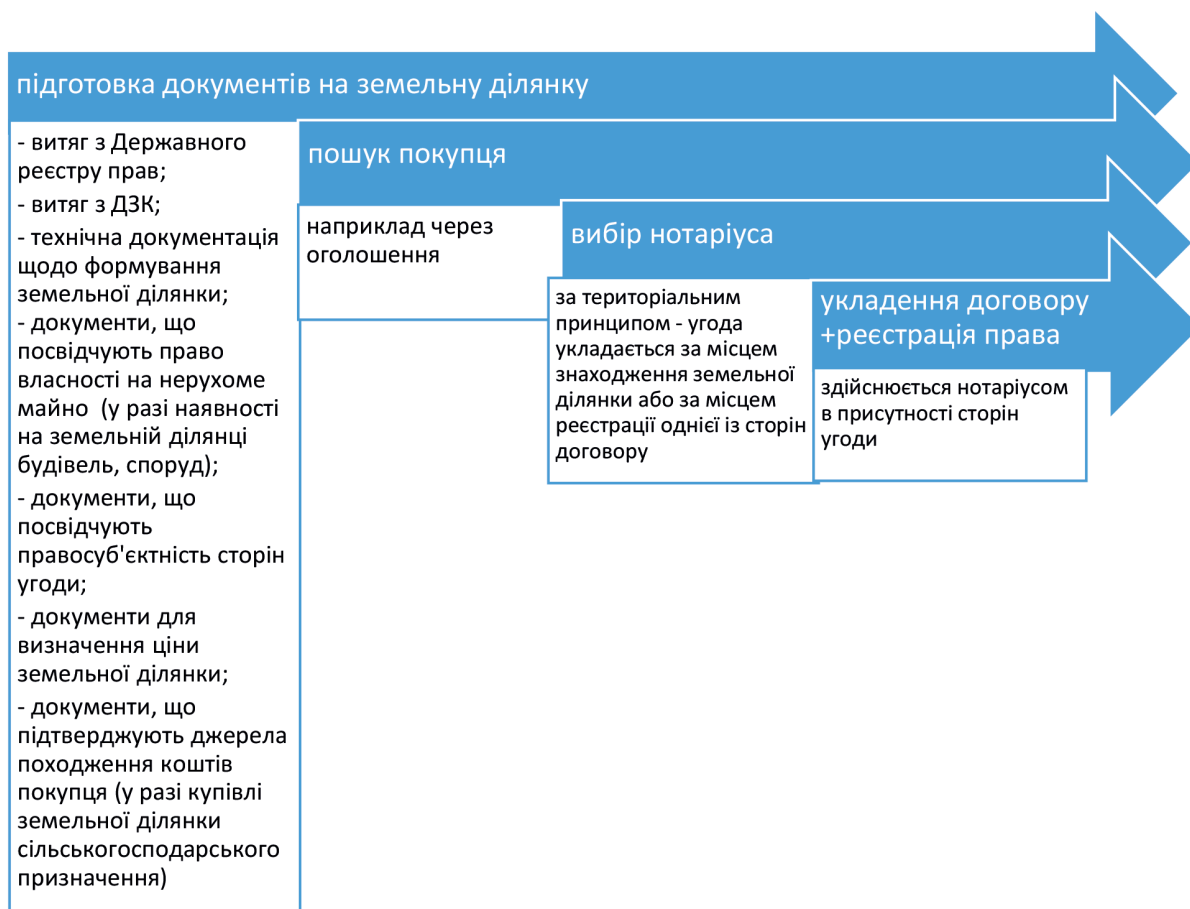 підготовка документів на земельну ділянку
- витяг з Державного
реєстру прав;
- витяг з ДЗК;
- технічна документація
щодо формування
земельної ділянки;
- документи, що
посвідчують право
власності на нерухоме
майно (у разі наявності
на земельній ділянці
будівель, споруд);
- документи, що
посвідчують
правосуб'єктність сторін
угоди;
- документи для
визначення ціни
земельної ділянки;
- документи, що
підтверджують джерела
походження коштів
покупця (у разі купівлі
земельної ділянки
сільськогосподарського
призначення)
пошук покупця
наприклад через
оголошення
вибір нотаріуса
за територіальним
принципом - угода
укладається за місцем
знаходження земельної
ділянки або за місцем
реєстрації однієї із сторін
договору
укладення договору
+реєстрація права
здійснюється нотаріусом
в присутності сторін
угоди